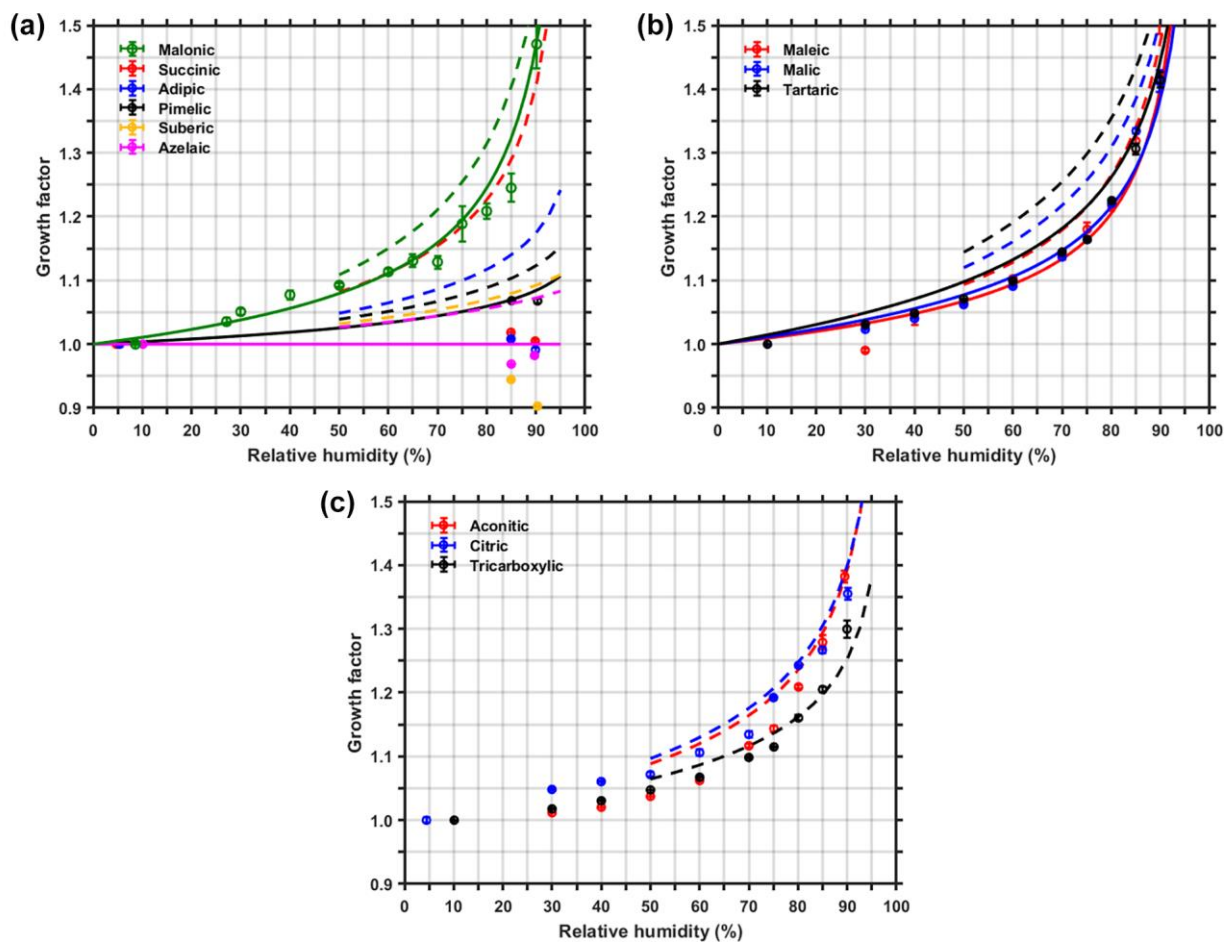 (a)
Malonic
Succinic
Adipic
Pimelic
Suberic
Azelaic
1.5
1.4
1.3
1.2
1.1
1.0
0.9
Growth factor
0 10 20 30 40 50 60 70 80 90 100
Relative humidity (%)
(b)
Maleic
Malic
Tartaric
1.5
1.4
1.3
1.2
1.1
1.0
0.9
Growth factor
0 10 20 30 40 50 60 70 80 90 100
Relative humidity (%)
(c)
Aconitic
Citric
Tricarboxylic
1.5
1.4
1.3
1.2
1.1
1.0
0.9
Growth factor
0 10 20 30 40 50 60 70 80 90 100
Relative humidity (%)